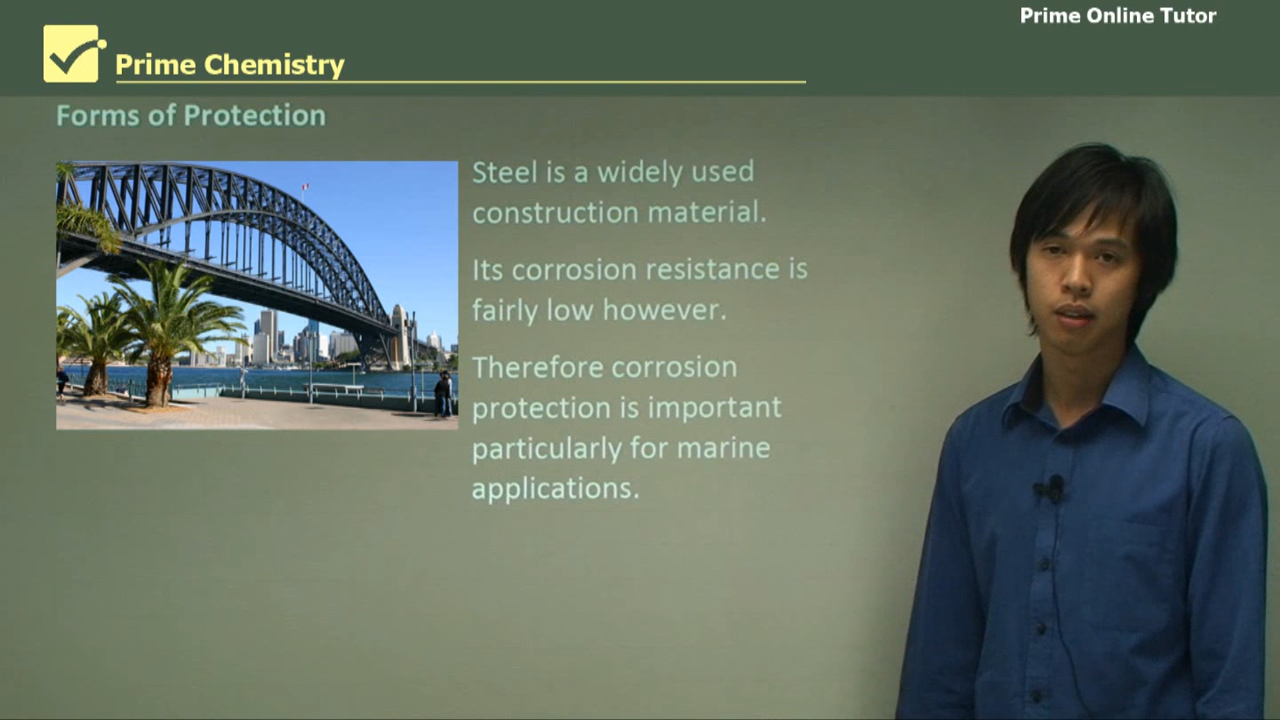 Prime Online Tutor
Prime Chemistry
Forms of Protection
Steel is a widely used
construction material.
Its corrosion resistance is
fairly low however.
Therefore corrosion
protection is important
particularly for marine
applications.